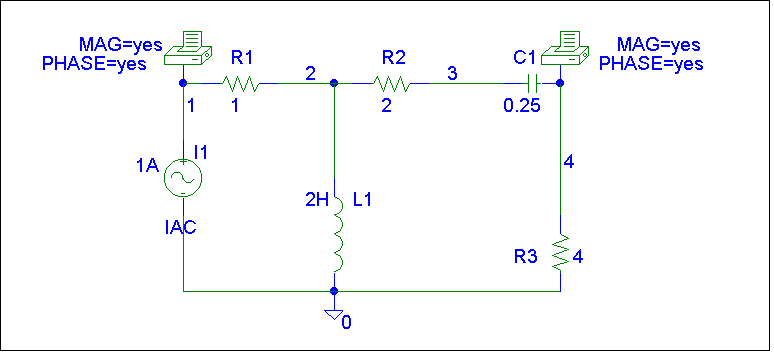 MAG=yes
PHASE=yes
R1
1
2
R2
2
3
C1
0.25
MAG=yes
PHASE=yes
1
I1
1A
IAC
2H L1
4
R3 4
0